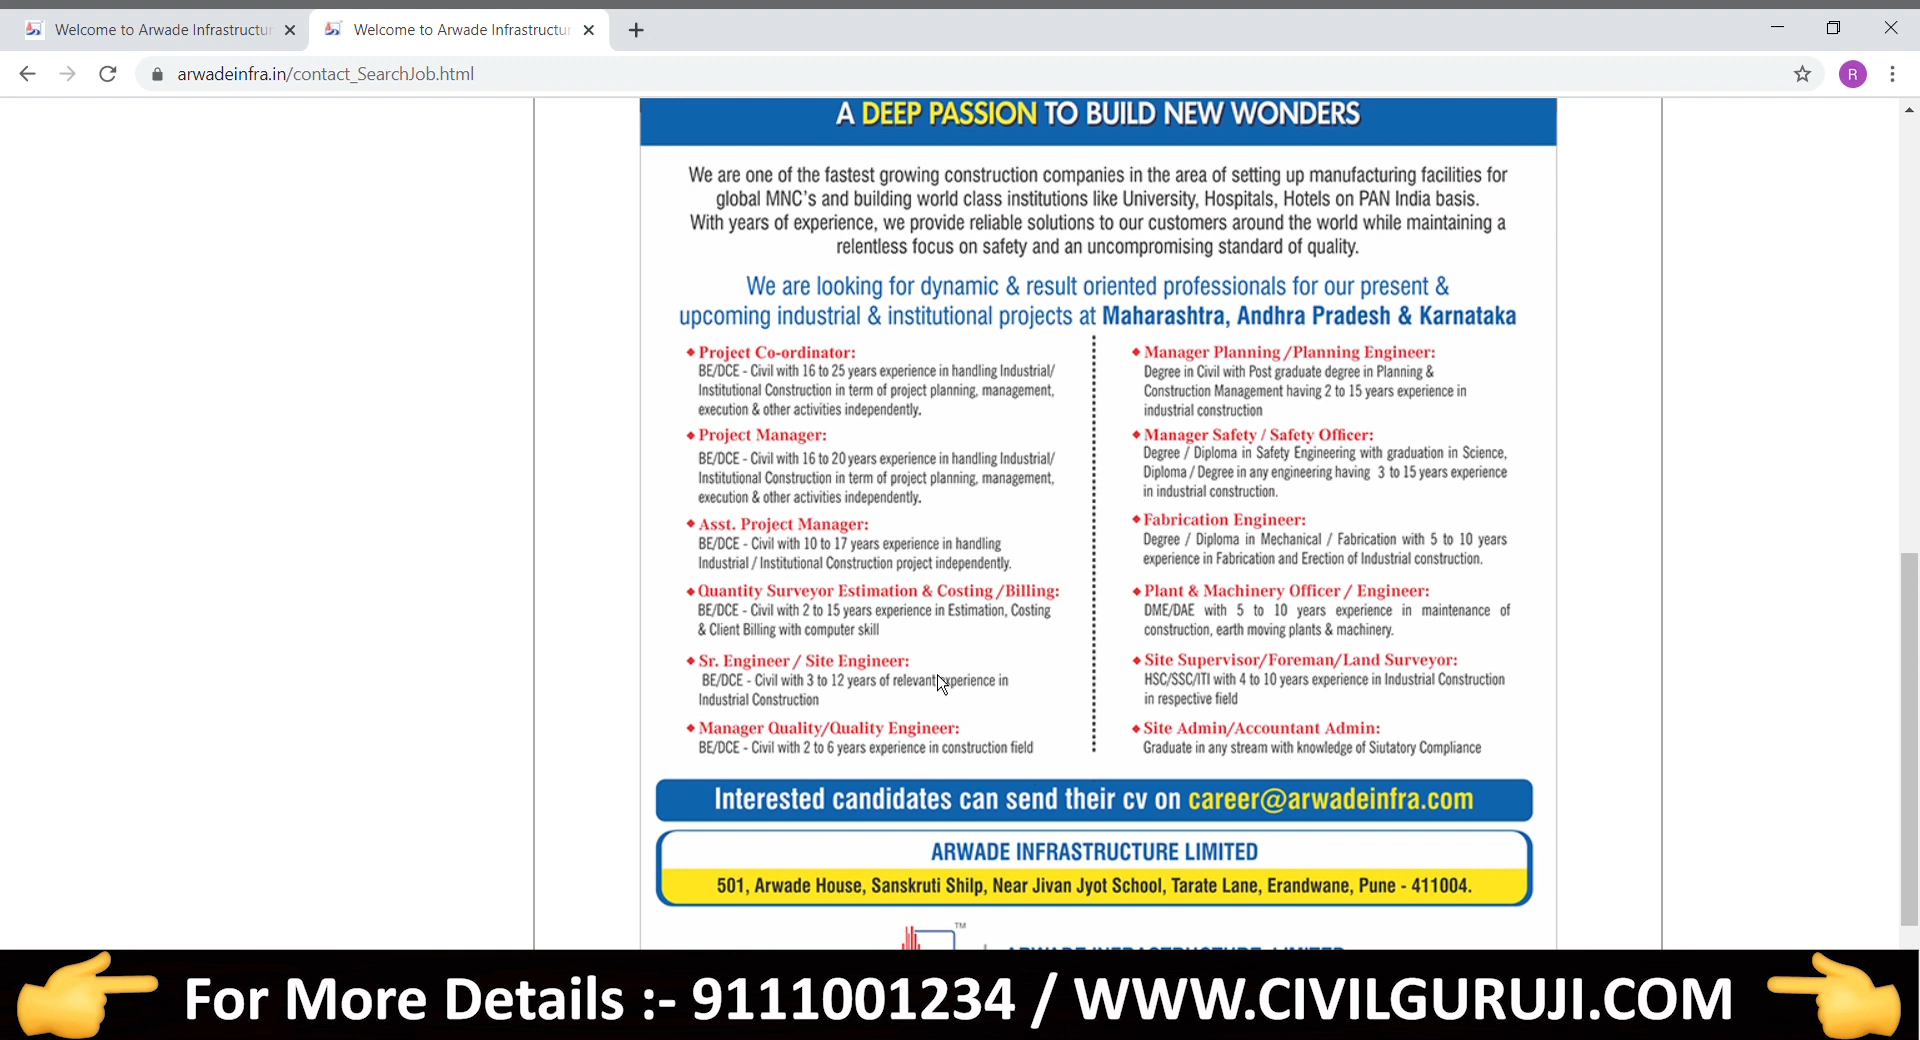 Welcome to Arwade Infrastructur
Welcome to Arwade Infrastructur
arwadeinfra.in/contact_SearchJob.html
R
A DEEP PASSION TO BUILD NEW WONDERS
We are one of the fastest growing construction companies in the area of setting up manufacturing facilities for
global MNC's and building world class institutions like University, Hospitals, Hotels on PAN India basis.
With years of experience, we provide reliable solutions to our customers around the world while maintaining a
relentless focus on safety and an uncompromising standard of quality.
We are looking for dynamic & result oriented professionals for our present &
upcoming industrial & institutional projects at Maharashtra, Andhra Pradesh & Karnataka
Project Co-ordinator:
BE/DCE - Civil with 16 to 25 years experience in handling Industrial/
Institutional Construction in term of project planning, management,
execution & other activities independently.
Project Manager:
BE/DCE - Civil with 16 to 20 years experience in handling Industrial/
Institutional Construction in term of project planning, management,
execution & other activities independently.
Asst. Project Manager:
BE/DCE - Civil with 10 to 17 years experience in handling
Industrial / Institutional Construction project independently.
Quantity Surveyor Estimation & Costing /Billing:
BE/DCE - Civil with 2 to 15 years experience in Estimation, Costing
& Client Billing with computer skill
Sr. Engineer / Site Engineer:
BE/DCE - Civil with 3 to 12 years of relevant experience in
Industrial Construction
Manager Quality/Quality Engineer:
BE/DCE - Civil with 2 to 6 years experience in construction field
Manager Planning /Planning Engineer:
Degree in Civil with Post graduate degree in Planning &
Construction Management having 2 to 15 years experience in
industrial construction
Manager Safety / Safety Officer:
Degree / Diploma in Safety Engineering with graduation in Science,
Diploma / Degree in any engineering having 3 to 15 years experience
in industrial construction.
Fabrication Engineer:
Degree / Diploma in Mechanical / Fabrication with 5 to 10 years
experience in Fabrication and Erection of Industrial construction.
Plant & Machinery Officer / Engineer:
DME/DAE with 5 to 10 years experience in maintenance of
construction, earth moving plants & machinery.
Site Supervisor/Foreman/Land Surveyor:
HSC/SSC/ITI with 4 to 10 years experience in Industrial Construction
in respective field
Site Admin/Accountant Admin:
Graduate in any stream with knowledge of Siutatory Compliance
Interested candidates can send their cv on career@arwadeinfra.com
ARWADE INFRASTRUCTURE LIMITED
501, Arwade House, Sanskruti Shilp, Near Jivan Jyot School, Tarate Lane, Erandwane, Pune - 411004.
TM
ARWADE INFRASTRUCTURE LIMITED
For More Details :- 9111001234 / WWW.CIVILGURUJI.COM